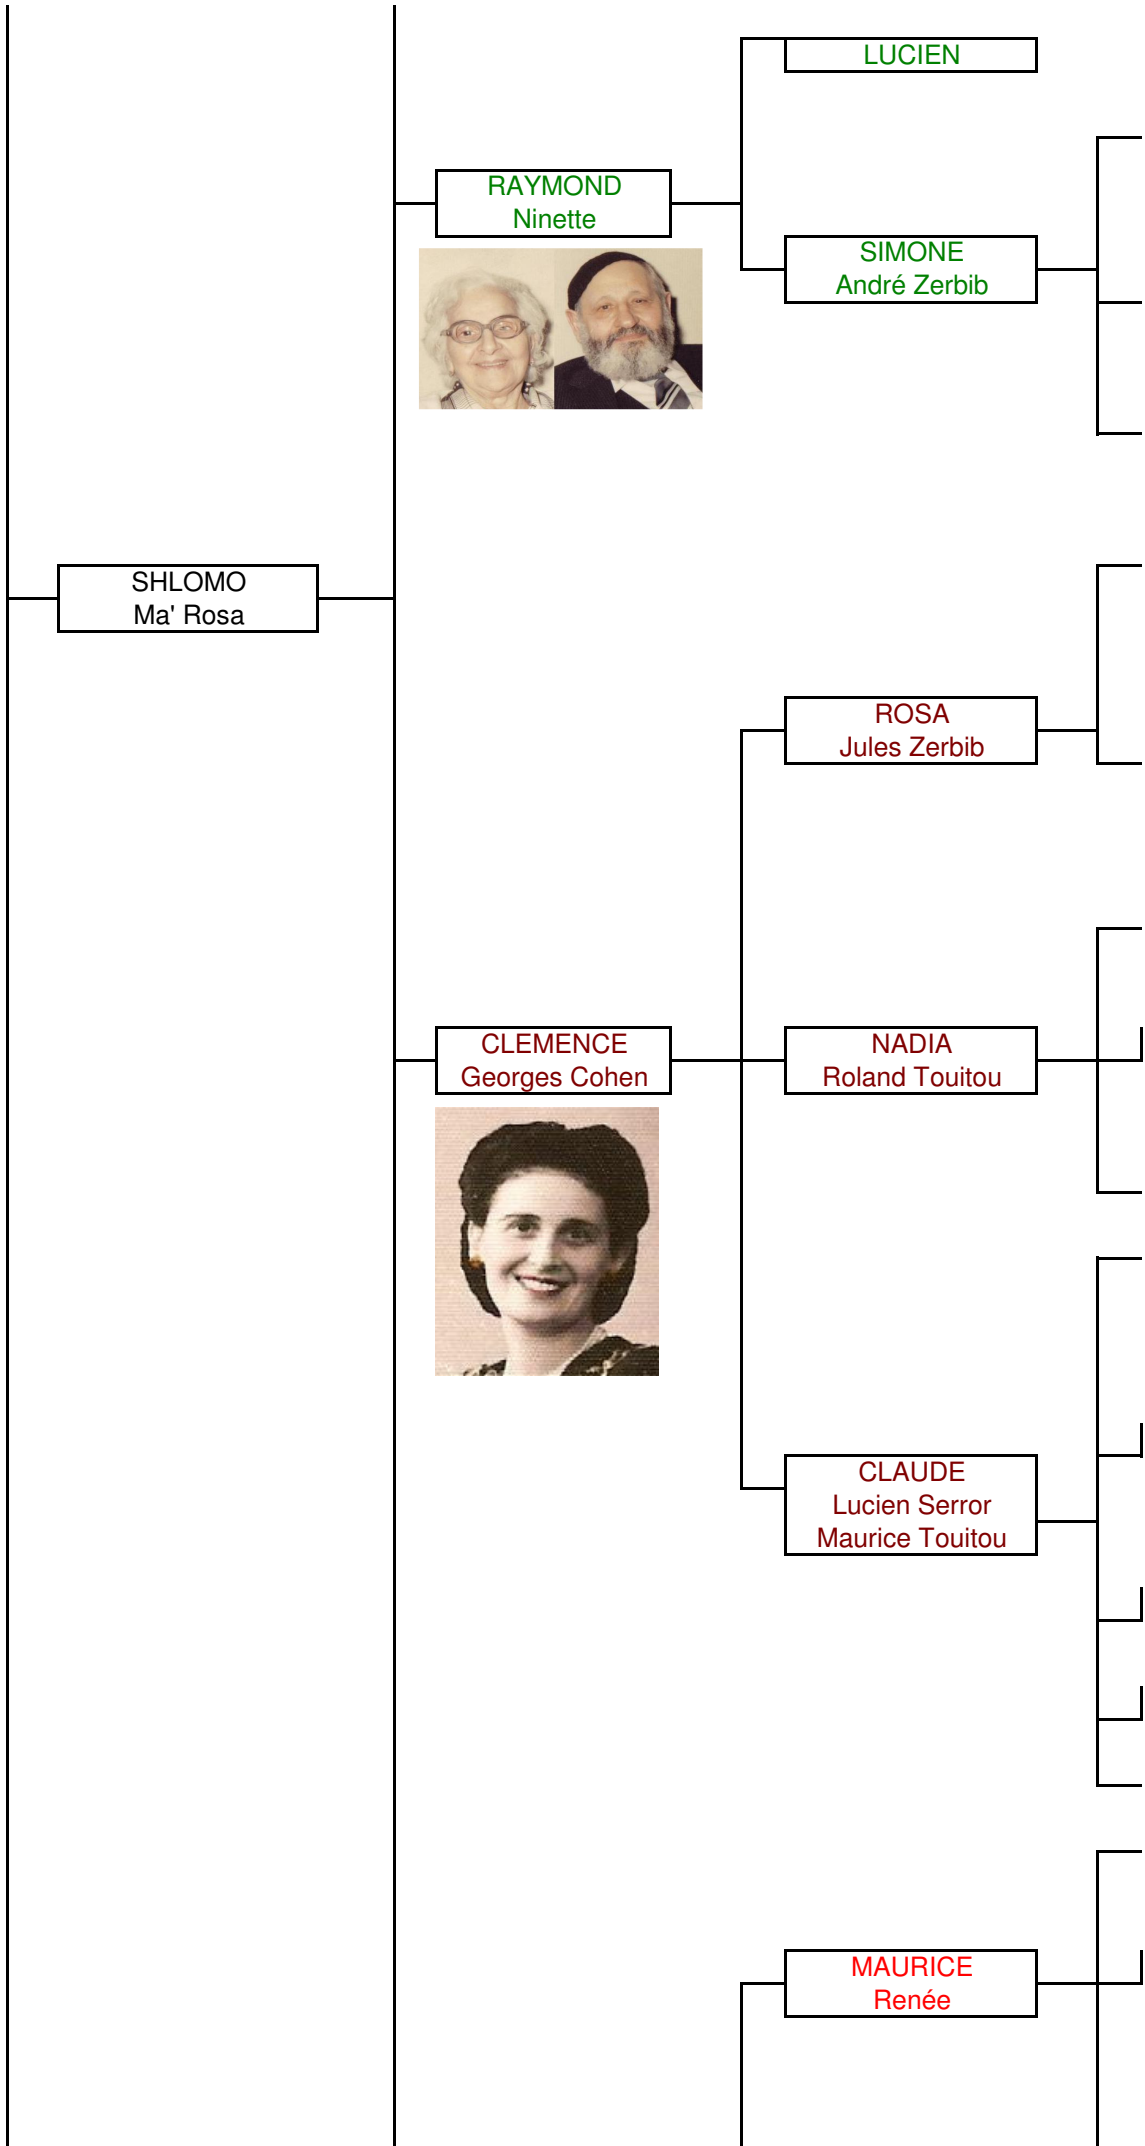 LUCIEN
RAYMOND
Ninette
SIMONE
André Zerbib
SHLOMO
Ma' Rosa
ROSA
Jules Zerbib
CLEMENCE
Georges Cohen
NADIA
Roland Touitou
CLAUDE
Lucien Serror
Maurice Touitou
MAURICE
Renée